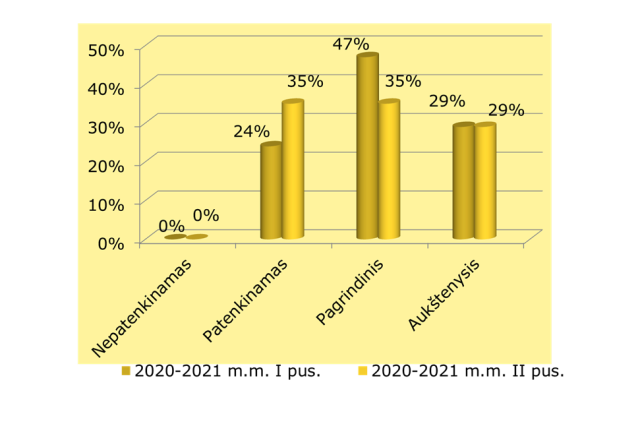 50%
40%
30%
20%
10%
0%
0%
0%
24%
35%
47%
35%
29%
29%
Nepatenkinamas
Patenkinamas
Pagrindinis
Aukštenysis
2020-2021 m.m. I pus.
2020-2021 m.m. II pus.